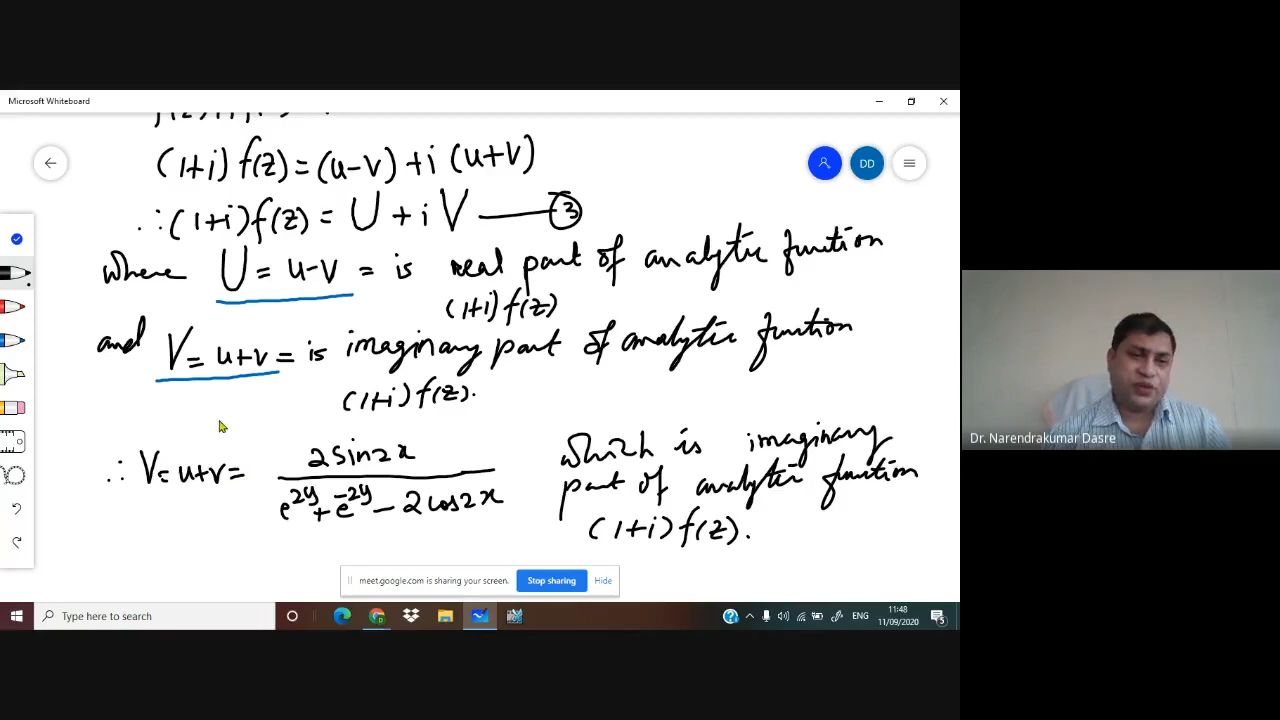 Microsoft Whiteboard
(1+i) f(z) = (u-v) + i (u+v)
DD
∴ (1+i) f(z) = U + i V —— ③
where U = u-v = is real part of analytic function
(1+i) f(z)
and V = u+v = is imaginary part of analytic function
(1+i) f(z).
Dr. Narendrakumar Dasre
∴ V = u+v = 2 sin 2x / e^{2y} + e^{-2y} - 2 cos 2x
which is imaginary
part of analytic function
(1+i) f(z).
meet.google.com is sharing your screen. Stop sharing Hide
Type here to search
ENG
11:48
11/09/2020
5